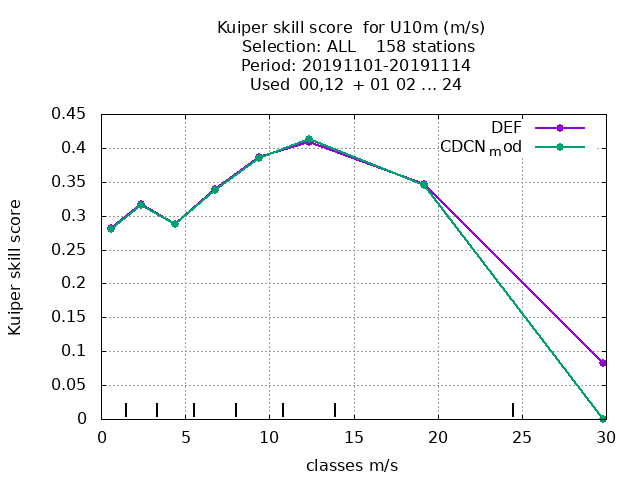 Kuiper skill score  for U10m (m/s)
Selection: ALL    158 stations
Period: 20191101-20191114
Used  00,12  + 01 02 ... 24
DEF
CDCN_mod
0.45
0.4
0.35
0.3
0.25
0.2
0.15
0.1
0.05
0
Kuiper skill score
0 5 10 15 20 25 30
classes m/s